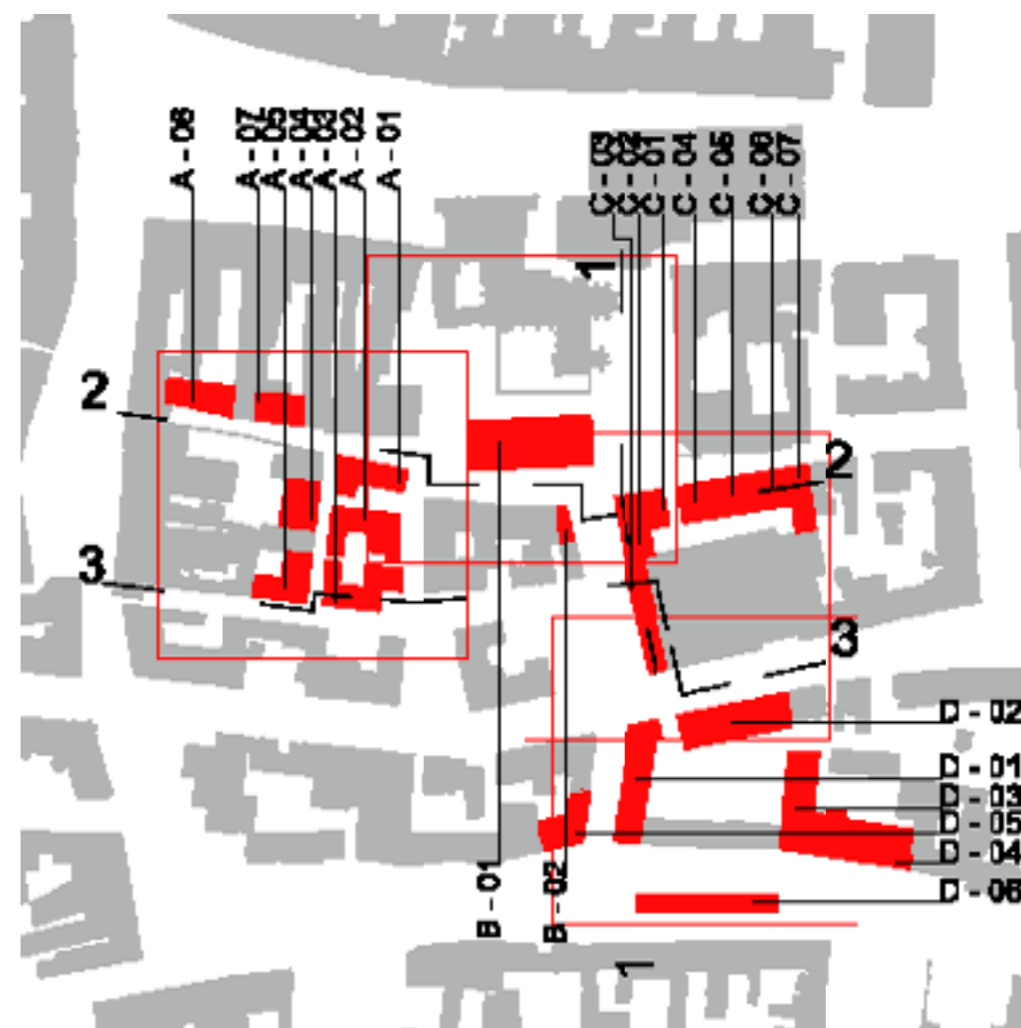 A - 06
A - 07
A - 05
A - 04
A - 03
A - 02
A - 01
C - 03
C - 02
C - 01
C - 04
C - 05
C - 06
C - 07
1
2
2
3
3
D - 02
D - 01
D - 03
D - 05
D - 04
D - 06
B - 01
B - 02
1